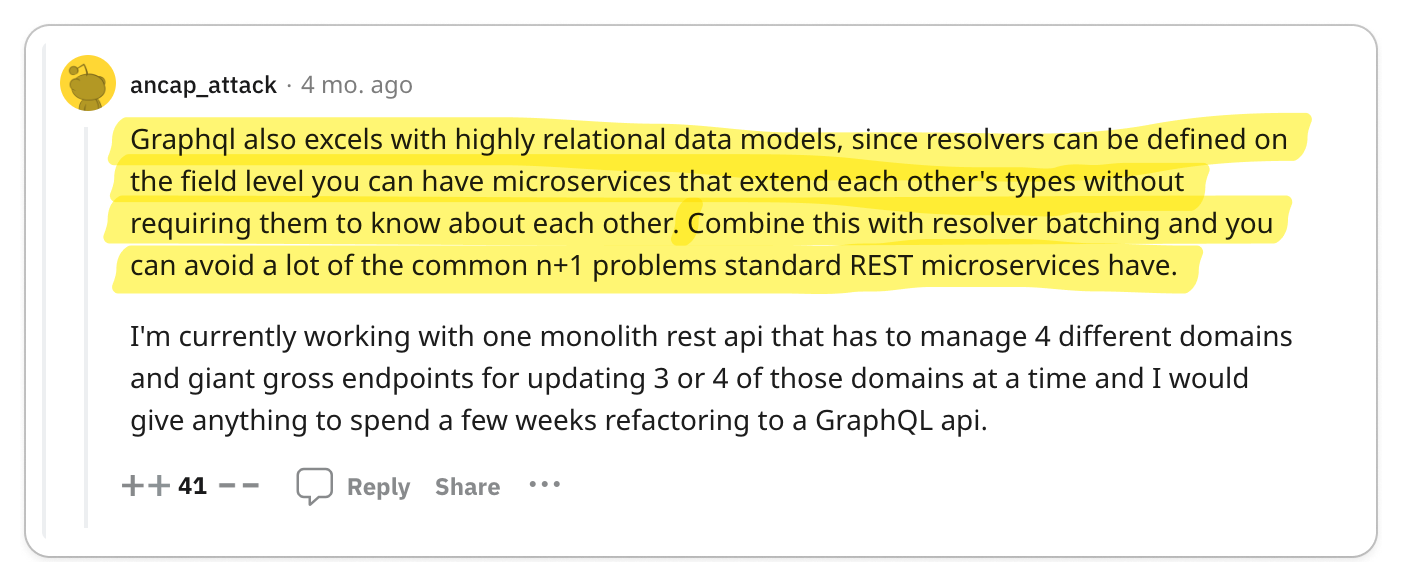 ancap_attack · 4 mo. ago
Graphql also excels with highly relational data models, since resolvers can be defined on
the field level you can have microservices that extend each other's types without
requiring them to know about each other. Combine this with resolver batching and you
can avoid a lot of the common n+1 problems standard REST microservices have.
I'm currently working with one monolith rest api that has to manage 4 different domains
and giant gross endpoints for updating 3 or 4 of those domains at a time and I would
give anything to spend a few weeks refactoring to a GraphQL api.
++ 41 -- Reply Share ···